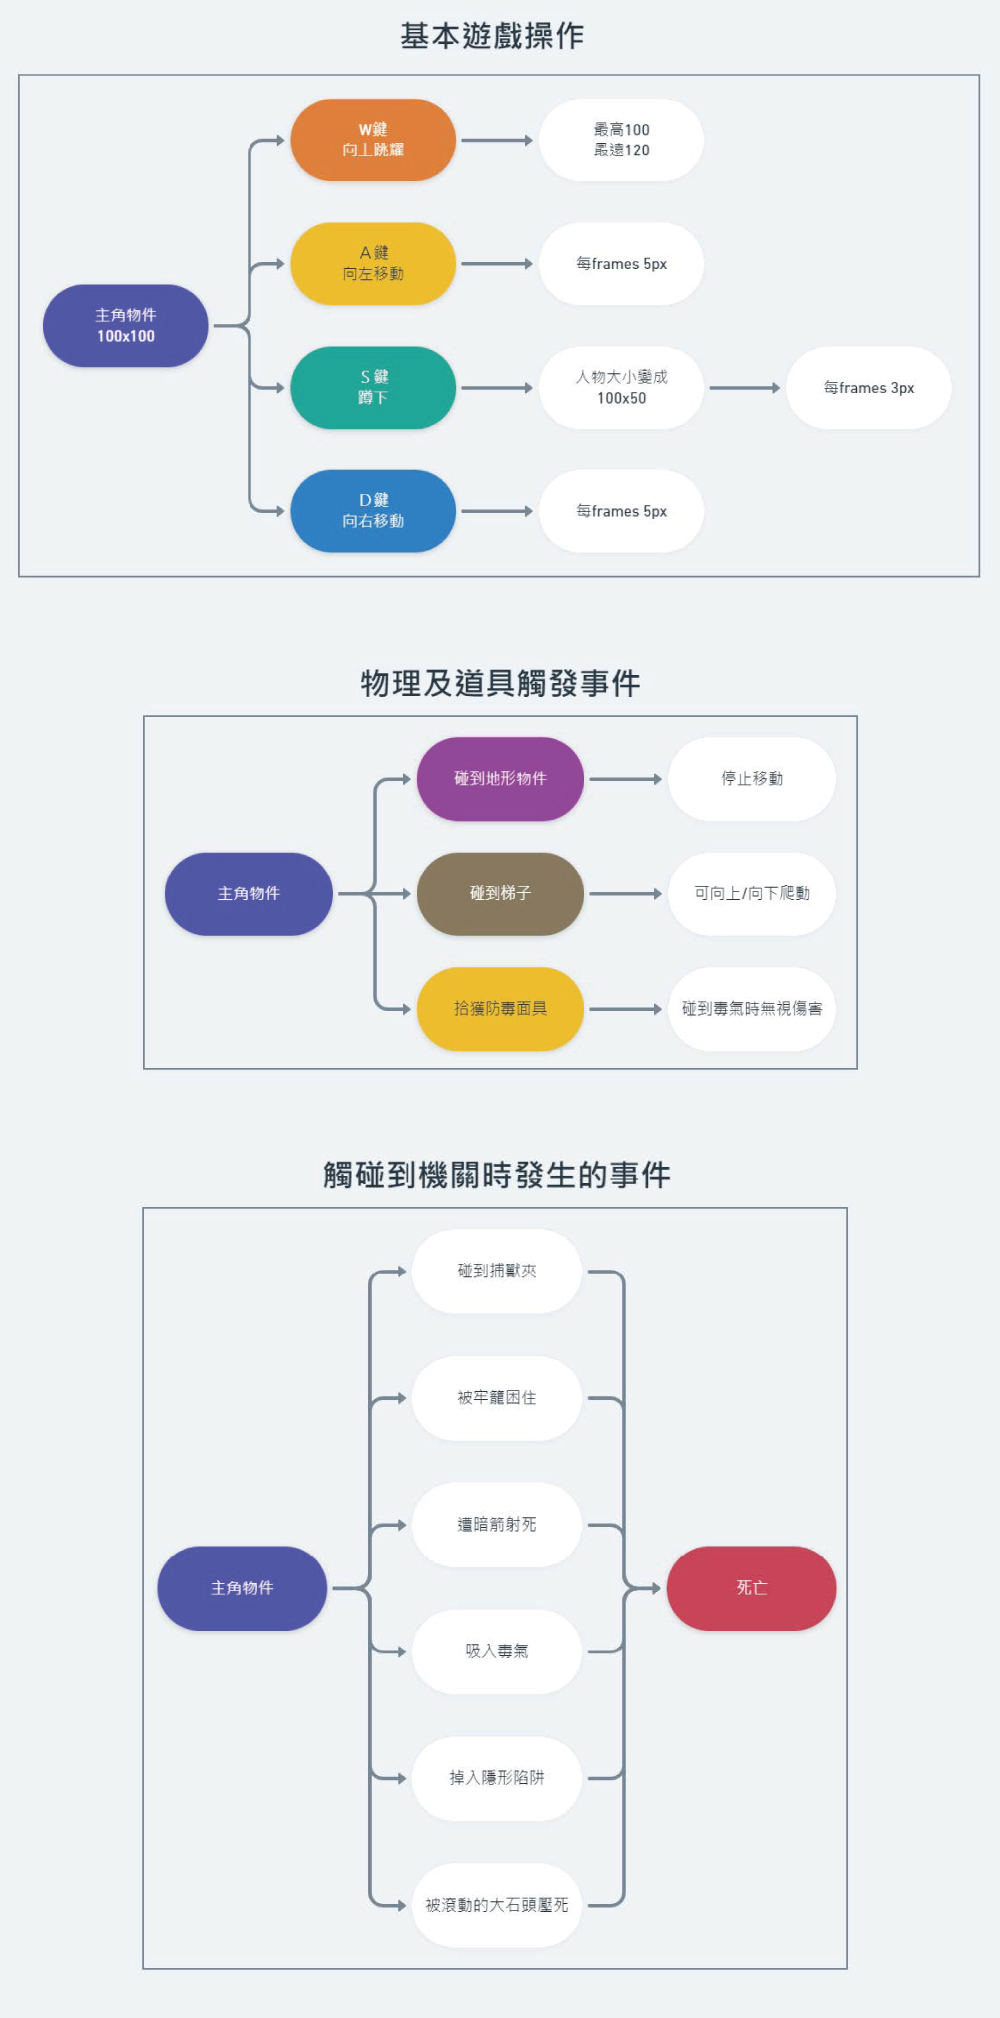 基本遊戲操作
W鍵
向上跳耀
最高100
最遠120
A 鍵
向左移動
每frames 5px
主角物件
100x100
S 鍵
蹲下
人物大小變成
100x50
每frames 3px
D 鍵
向右移動
每frames 5px
物理及道具觸發事件
碰到地形物件
停止移動
主角物件
碰到梯子
可向上/向下爬動
拾獲防毒面具
碰到毒氣時無視傷害
觸碰到機關時發生的事件
碰到捕獸夾
被牢籠困住
遭暗箭射死
主角物件
死亡
吸入毒氣
掉入隱形陷阱
被滾動的大石頭壓死